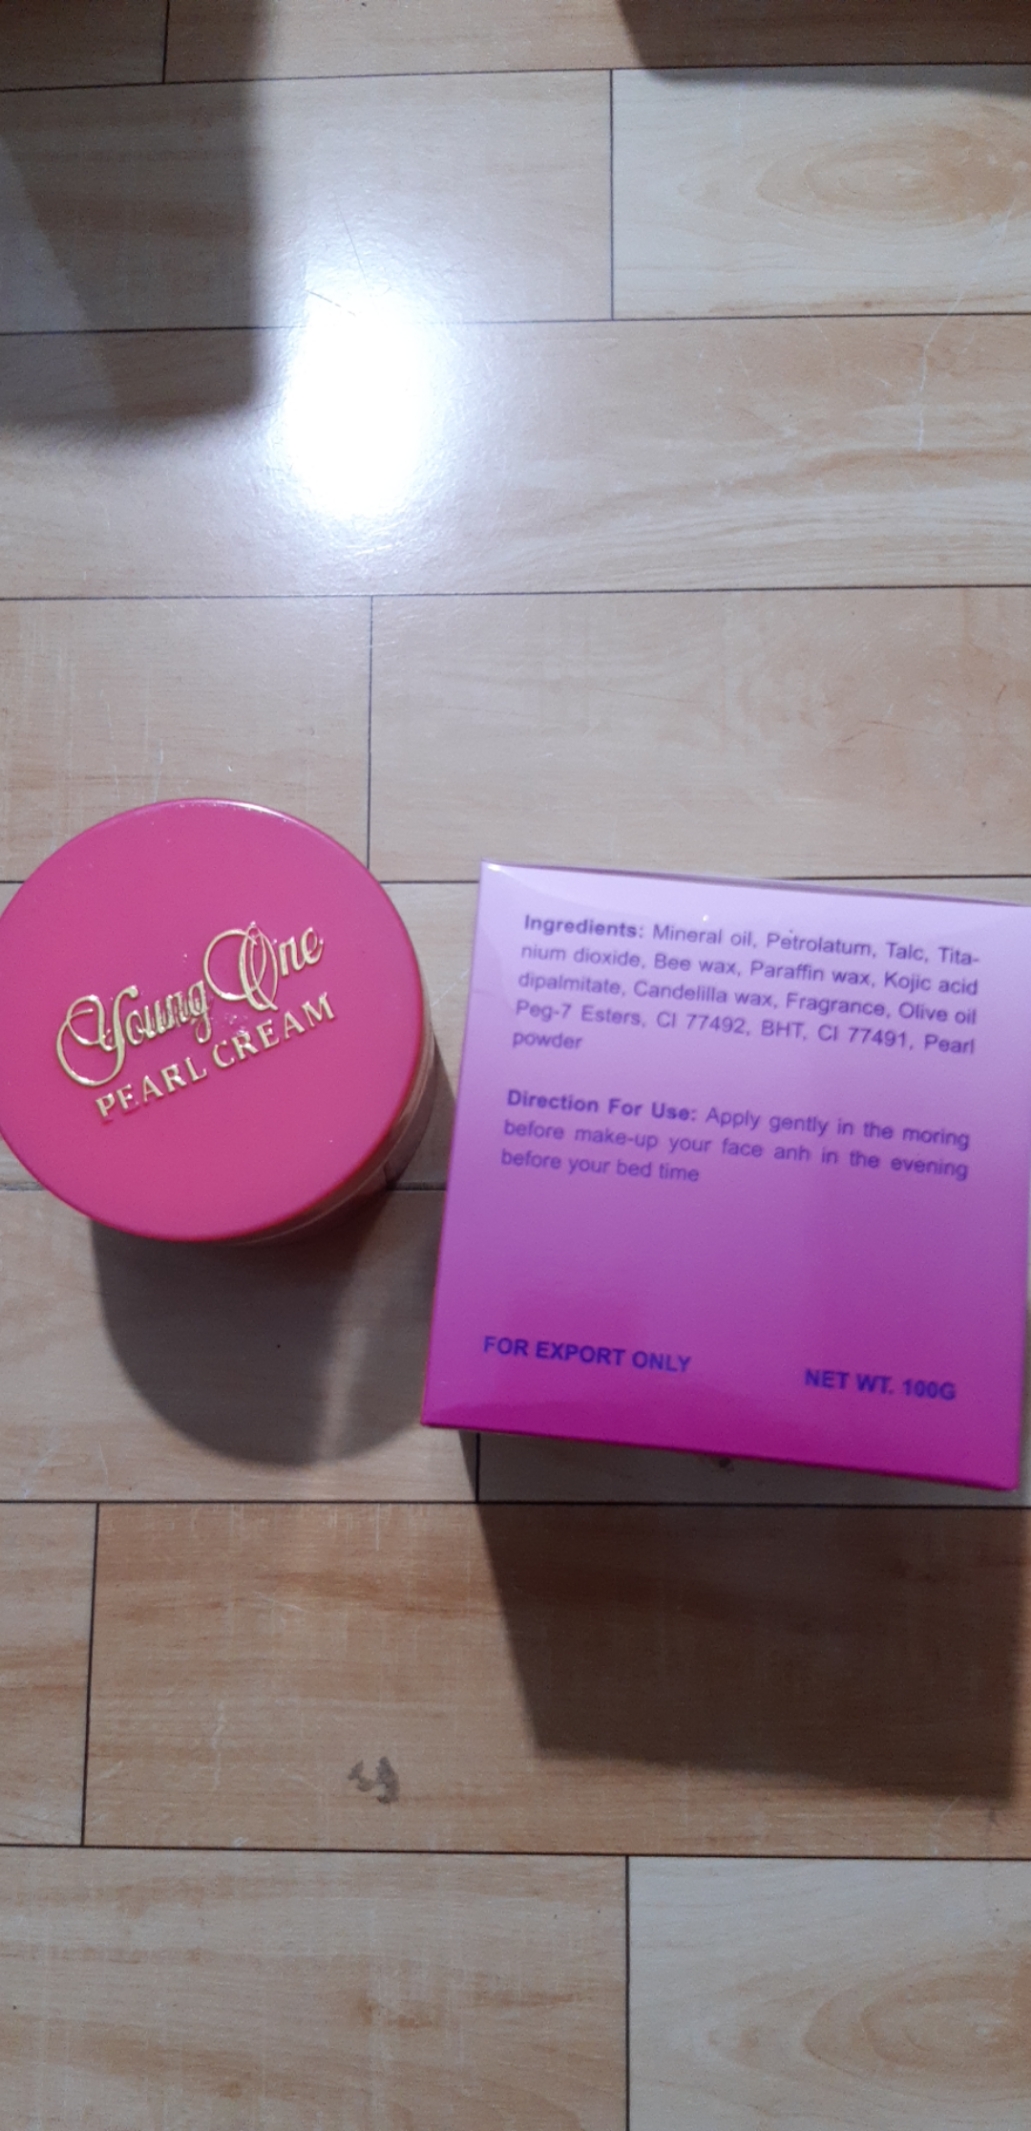 Young One
PEARL CREAM
Ingredients: Mineral oil, Petrolatum, Talc, Tita-
nium dioxide, Bee wax, Paraffin wax, Kojic acid
dipalmitate, Candelilla wax, Fragrance, Olive oil
Peg-7 Esters, CI 77492, BHT, CI 77491, Pearl
powder
Direction For Use: Apply gently in the moring
before make-up your face anh in the evening
before your bed time
FOR EXPORT ONLY
NET WT. 100G